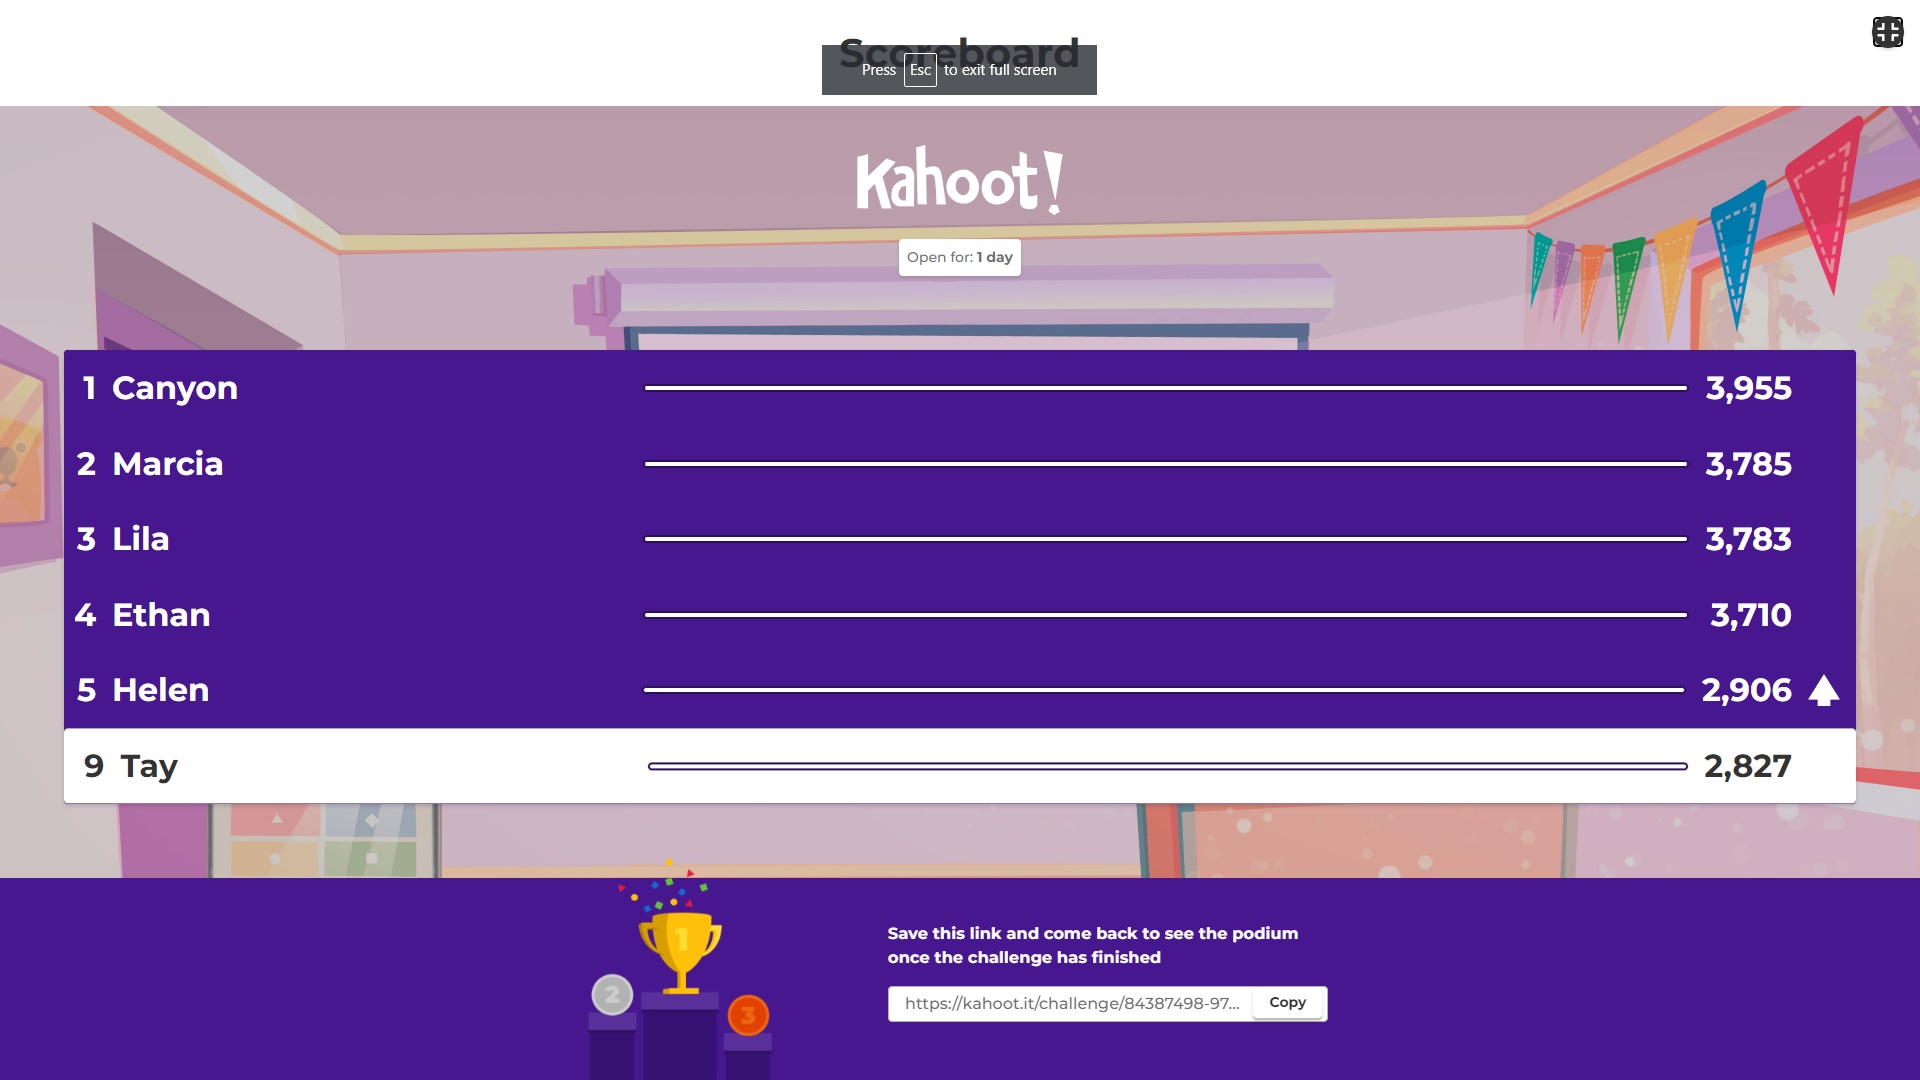 Scoreboard
Press Esc to exit full screen
Kahoot!
Open for: 1 day
1 Canyon 3,955
2 Marcia 3,785
3 Lila 3,783
4 Ethan 3,710
5 Helen 2,906
9 Tay 2,827
1
2
3
Save this link and come back to see the podium
once the challenge has finished
https://kahoot.it/challenge/84387498-97... Copy